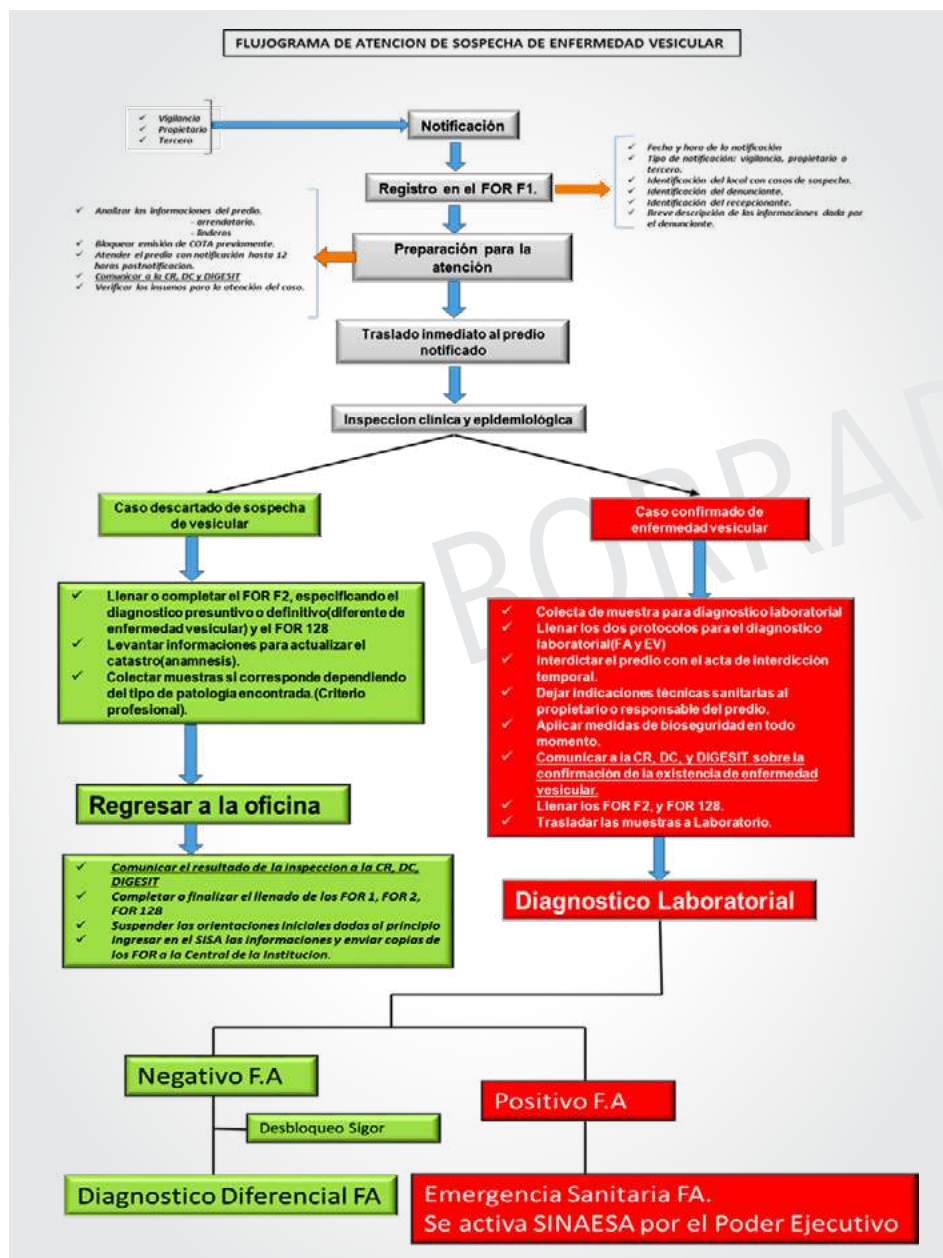 FLUJOGRAMA DE ATENCION DE SOSPECHA DE ENFERMEDAD VESICULAR
✓ Vigilancia
✓ Propietario
✓ Tercero
Notificación
✓ Fecha y hora de la notificación
✓ Tipo de notificación: vigilancia, propietario o
tercero.
✓ Identificación del local con casos de sospecha.
✓ Identificación del denunciante.
✓ Identificación del recepcionante.
✓ Breve descripción de las informaciones dada por
el denunciante.
Registro en el FOR F1.
✓ Analizar las informaciones del predio.
- arrendatario.
- linderos
✓ Bloquear emisión de COTA previamente.
✓ Atender el predio con notificación hasta 12
horas postnotificacion.
✓ Comunicar a la CR, DC y DIGESIT
✓ Verificar los insumos para la atención del caso.
Preparación para la
atención
Traslado inmediato al predio
notificado
Inspeccion clínica y epidemiológica
BORRAD
Caso descartado de sospecha
de vesicular
✓ Llenar o completar el FOR F2, especificando el
diagnostico presuntivo o definitivo(diferente de
enfermedad vesicular) y el FOR 128
✓ Levantar informaciones para actualizar el
catastro(anamnesis).
✓ Colectar muestras si corresponde dependiendo
del tipo de patología encontrada.(Criterio
profesional).
Regresar a la oficina
✓ Comunicar el resultado de la inspeccion a la CR, DC,
DIGESIT
✓ Completar o finalizar el llenado de los FOR 1, FOR 2,
FOR 128
✓ Suspender las orientaciones iniciales dadas al principio
✓ Ingresar en el SISA las informaciones y enviar copias de
los FOR a la Central de la Institucion.
Caso confirmado de
enfermedad vesicular
✓ Colecta de muestra para diagnostico laboratorial
✓ Llenar los dos protocolos para el diagnostico
laboratorial(FA y EV)
✓ Interdictar el predio con el acta de interdicción
temporal.
✓ Dejar indicaciones técnicas sanitarias al
propietario o responsable del predio.
✓ Aplicar medidas de bioseguridad en todo
momento.
✓ Comunicar a la CR, DC, y DIGESIT sobre la
confirmación de la existencia de enfermedad
vesicular.
✓ Llenar los FOR F2, y FOR 128.
✓ Trasladar las muestras a Laboratorio.
Diagnostico Laboratorial
Negativo F.A
Desbloqueo Sigor
Diagnostico Diferencial FA
Positivo F.A
Emergencia Sanitaria FA.
Se activa SINAESA por el Poder Ejecutivo